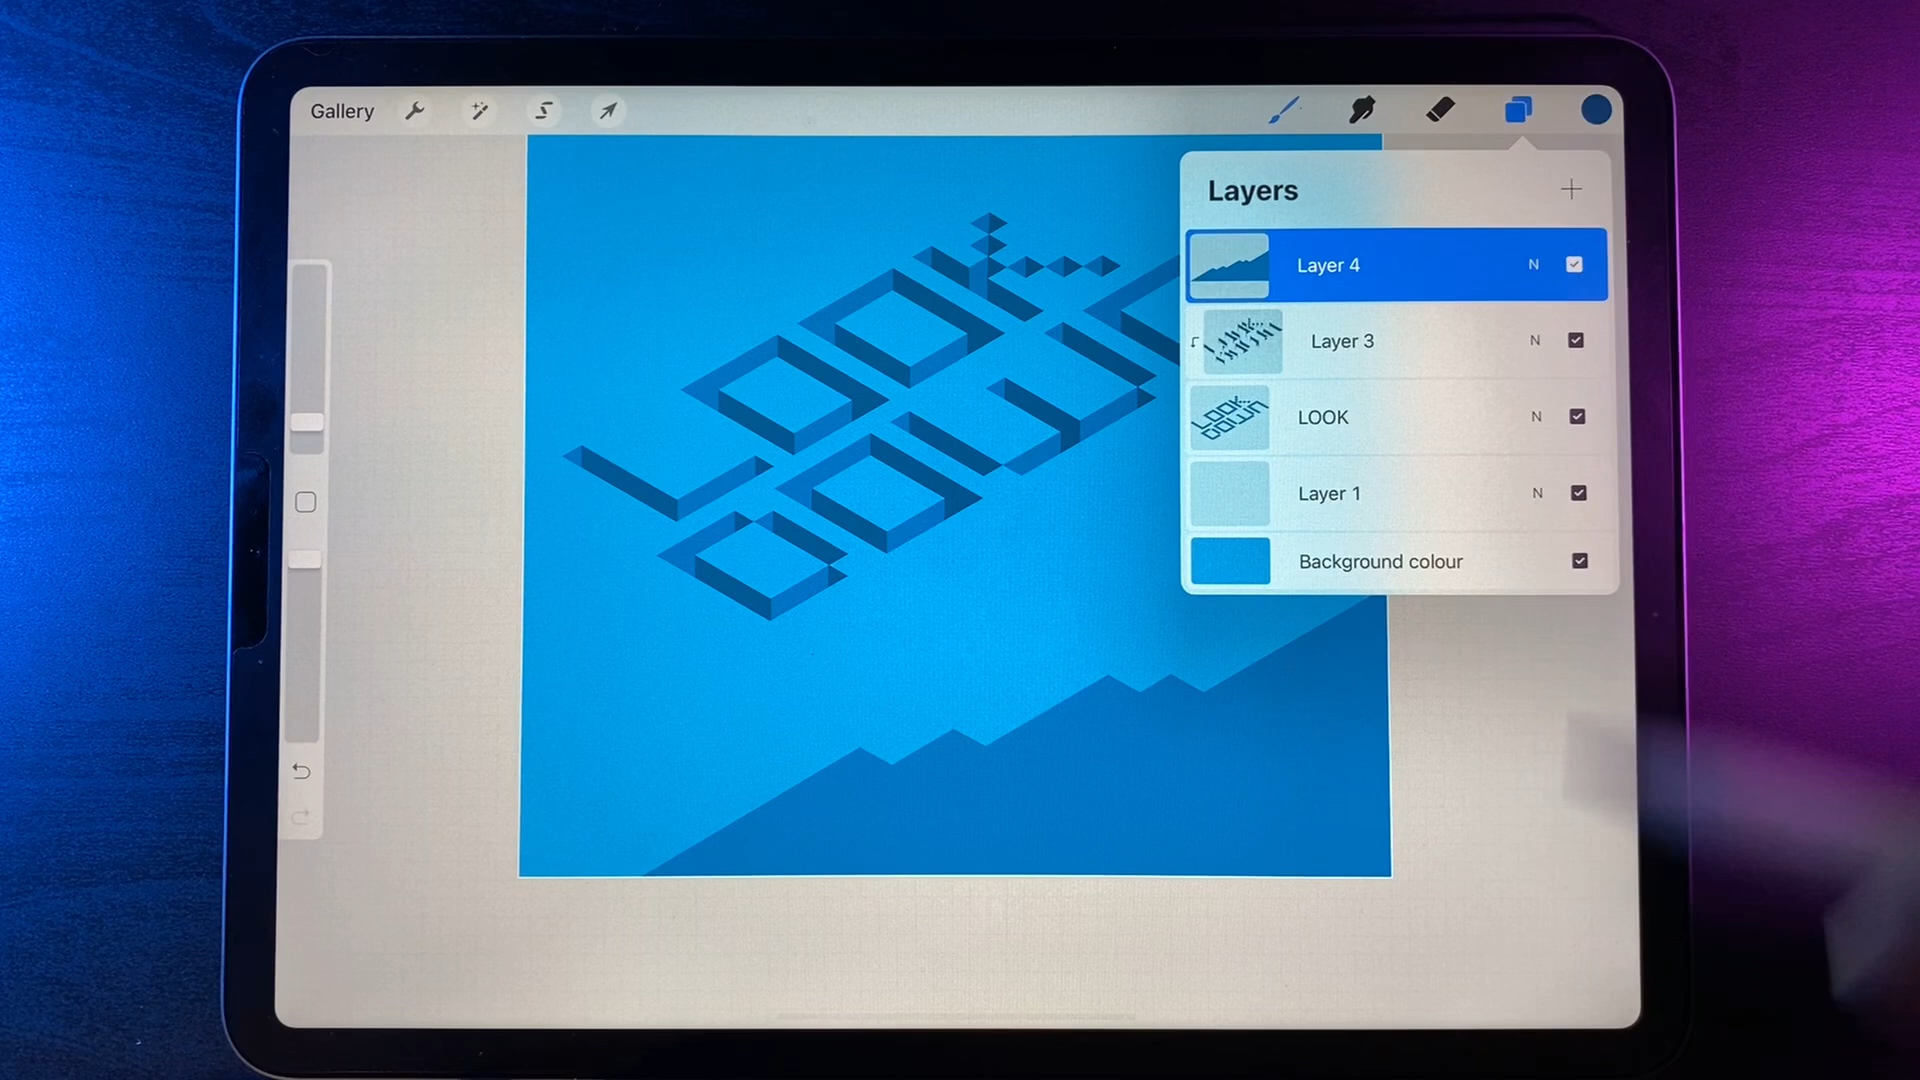 Gallery
Layers
Layer 4 N
Layer 3 N
LOOK N
Layer 1 N
Background colour
LOOK...
DOWN